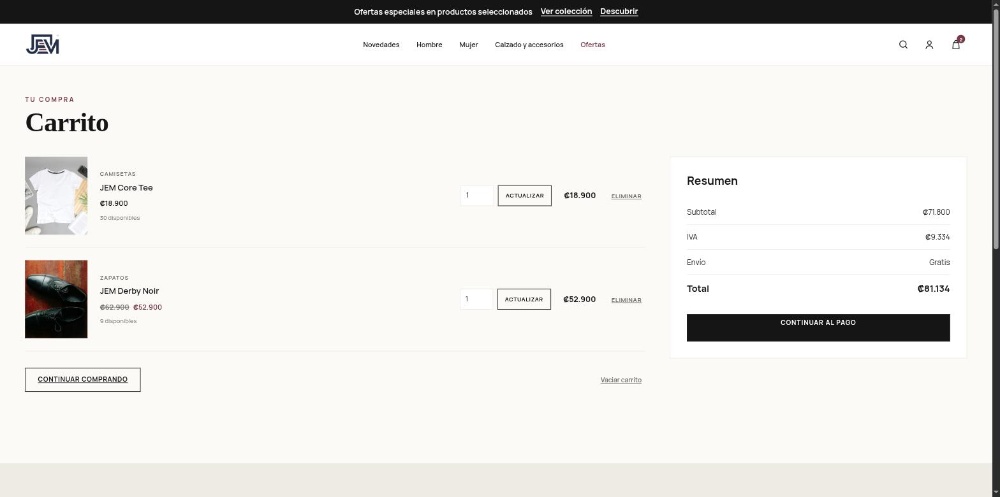 Ofertas especiales en productos seleccionados Ver colección Descubrir
JEM Novedades Hombre Mujer Calzado y accesorios Ofertas 2
TU COMPRA
Carrito
CAMISETAS
JEM Core Tee
₡18.900
30 disponibles
1 ACTUALIZAR ₡18.900 ELIMINAR
ZAPATOS
JEM Derby Noir
₡62.900 ₡52.900
9 disponibles
1 ACTUALIZAR ₡52.900 ELIMINAR
CONTINUAR COMPRANDO Vaciar carrito
Resumen
Subtotal ₡71.800
IVA ₡9.334
Envío Gratis
Total ₡81.134
CONTINUAR AL PAGO